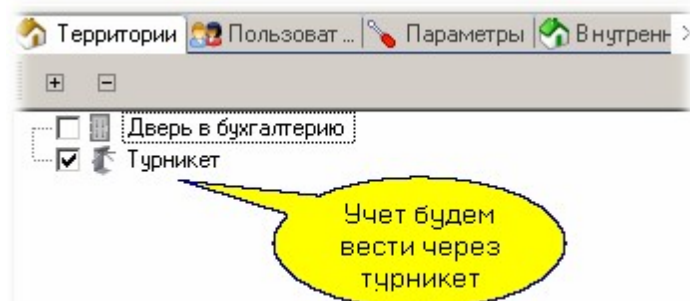 Территории Пользоват ... Параметры Внутренн
Дверь в бухгалтерию
Турникет
Учет будем
вести через
турникет